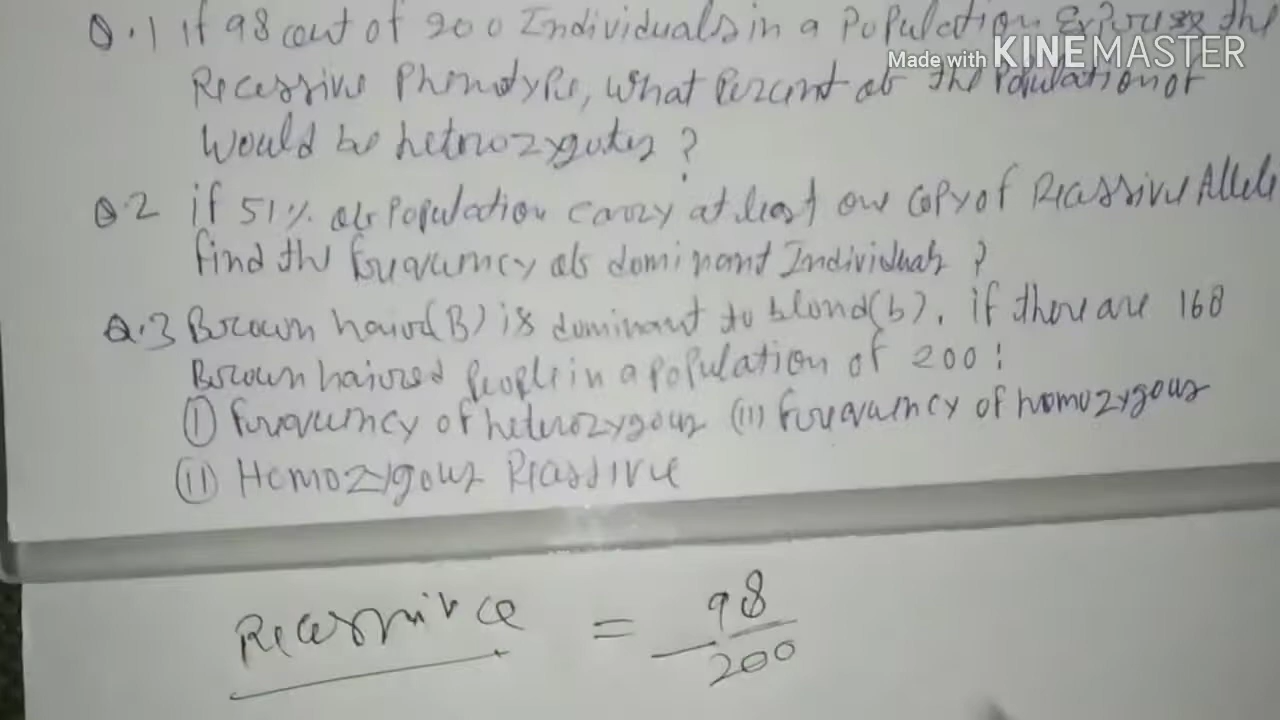 Made with KINEMASTER
Q.1 if 98 out of 200 Individuals in a Population Express the
Recessive Phenotype, what Percent of the Population of
would be hetrozygotes ?
Q.2 if 51% of Population carry at least one copy of Recessive Allele
find the frequency of dominant Individuals ?
Q.3 Brown haired (B) is dominant to blond (b). if there are 168
Brown haired People in a population of 200 :
(I) frequency of heterozygous (II) frequency of homozygous
(II) Homozygous Recessive
Recessive = 98
200